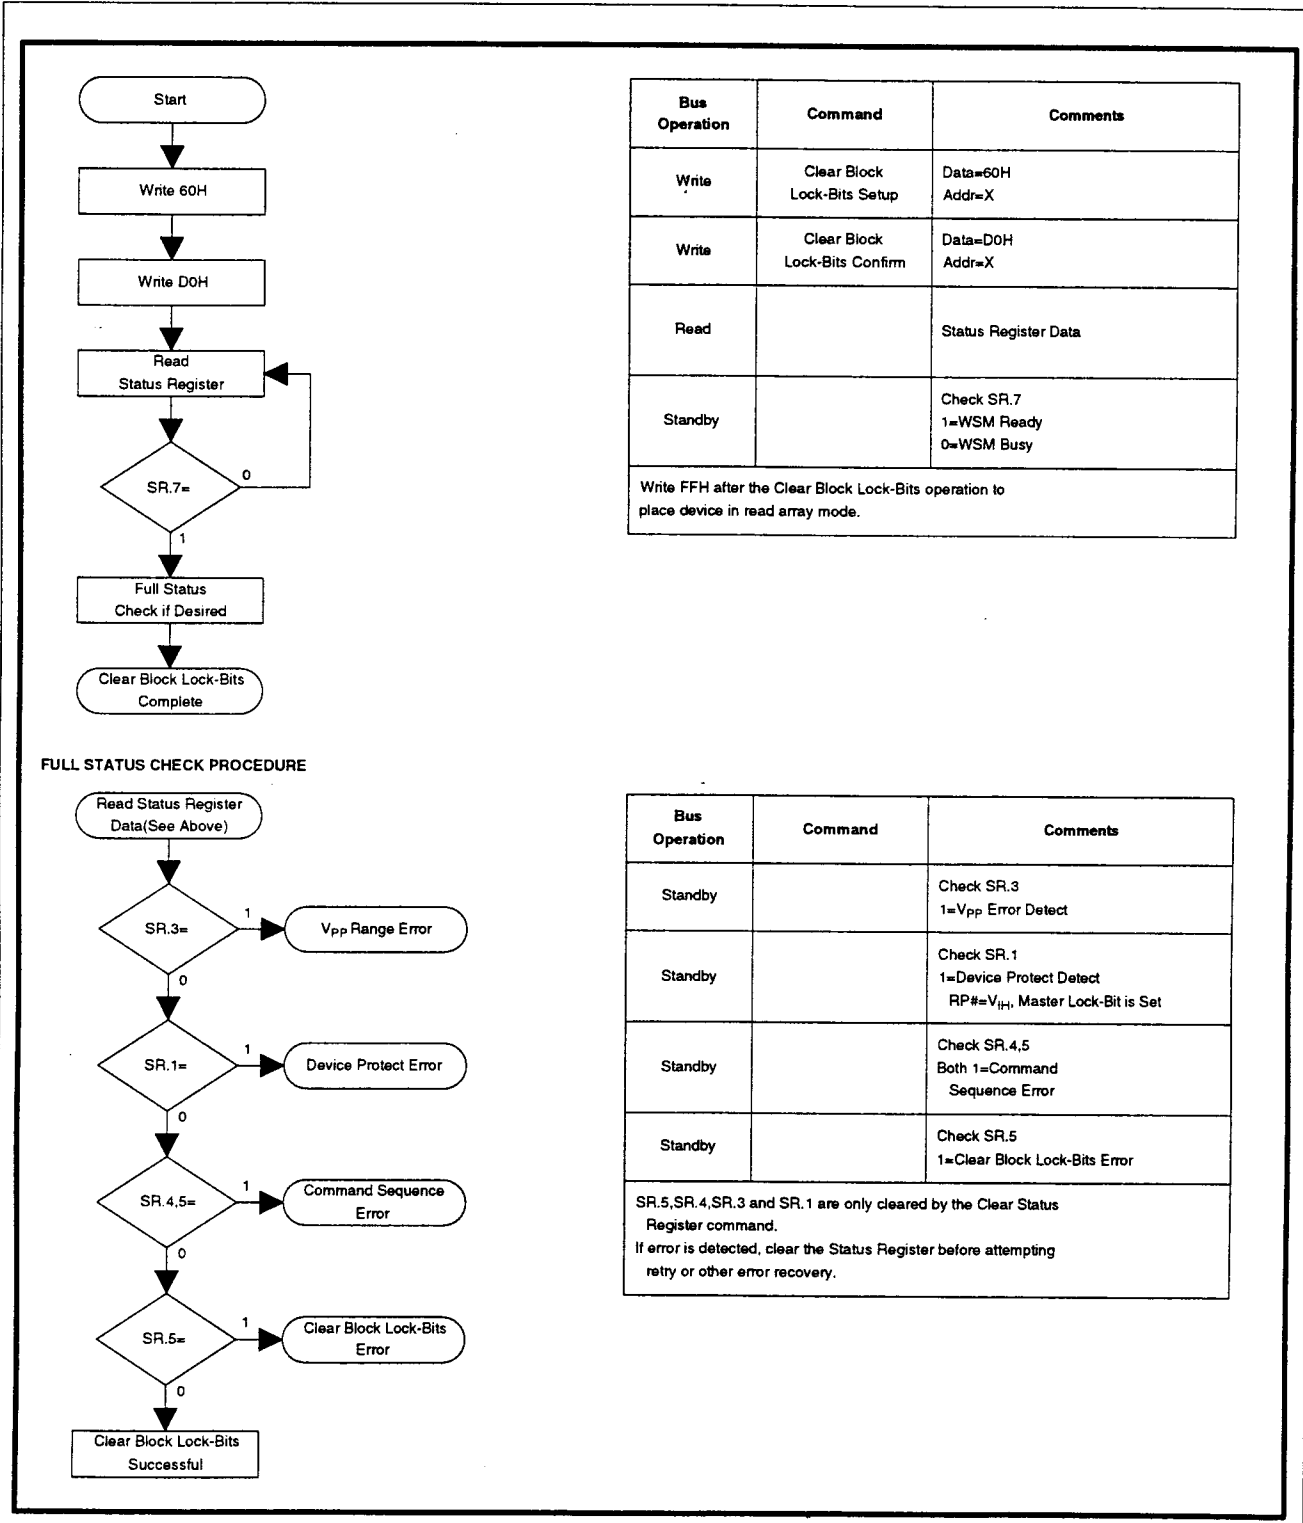 Start
Write 60H
Write D0H
Read
Status Register
SR.7=
0
1
Full Status
Check if Desired
Clear Block Lock-Bits
Complete
Bus
Operation
Command
Comments
Write
Clear Block
Lock-Bits Setup
Data=60H
Addr=X
Write
Clear Block
Lock-Bits Confirm
Data=D0H
Addr=X
Read
Status Register Data
Standby
Check SR.7
1=WSM Ready
0=WSM Busy
Write FFH after the Clear Block Lock-Bits operation to
place device in read array mode.
FULL STATUS CHECK PROCEDURE
Read Status Register
Data(See Above)
SR.3=
1
VPP Range Error
0
SR.1=
1
Device Protect Error
0
SR.4,5=
1
Command Sequence
Error
0
SR.5=
1
Clear Block Lock-Bits
Error
0
Clear Block Lock-Bits
Successful
Bus
Operation
Command
Comments
Standby
Check SR.3
1=VPP Error Detect
Standby
Check SR.1
1=Device Protect Detect
RP#=VIH, Master Lock-Bit is Set
Standby
Check SR.4,5
Both 1=Command
Sequence Error
Standby
Check SR.5
1=Clear Block Lock-Bits Error
SR.5,SR.4,SR.3 and SR.1 are only cleared by the Clear Status
Register command.
If error is detected, clear the Status Register before attempting
retry or other error recovery.